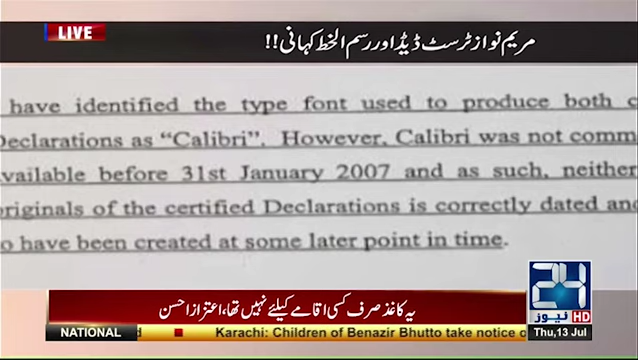 LIVE
مریم نواز ٹرسٹ ڈیڈ اور رسم الخط کہانی !!
have identified the type font used to produce both
Declarations as “Calibri”. However, Calibri was not comm
available before 31st January 2007 and as such, neither
originals of the certified Declarations is correctly dated and
to have been created at some later point in time.
یہ کاغذ صرف کسی اقامے کیلئے نہیں تھا، اعتزاز احسن
24
نیوز HD
NATIONAL
Karachi: Children of Benazir Bhutto take notice
Thu,13 Jul